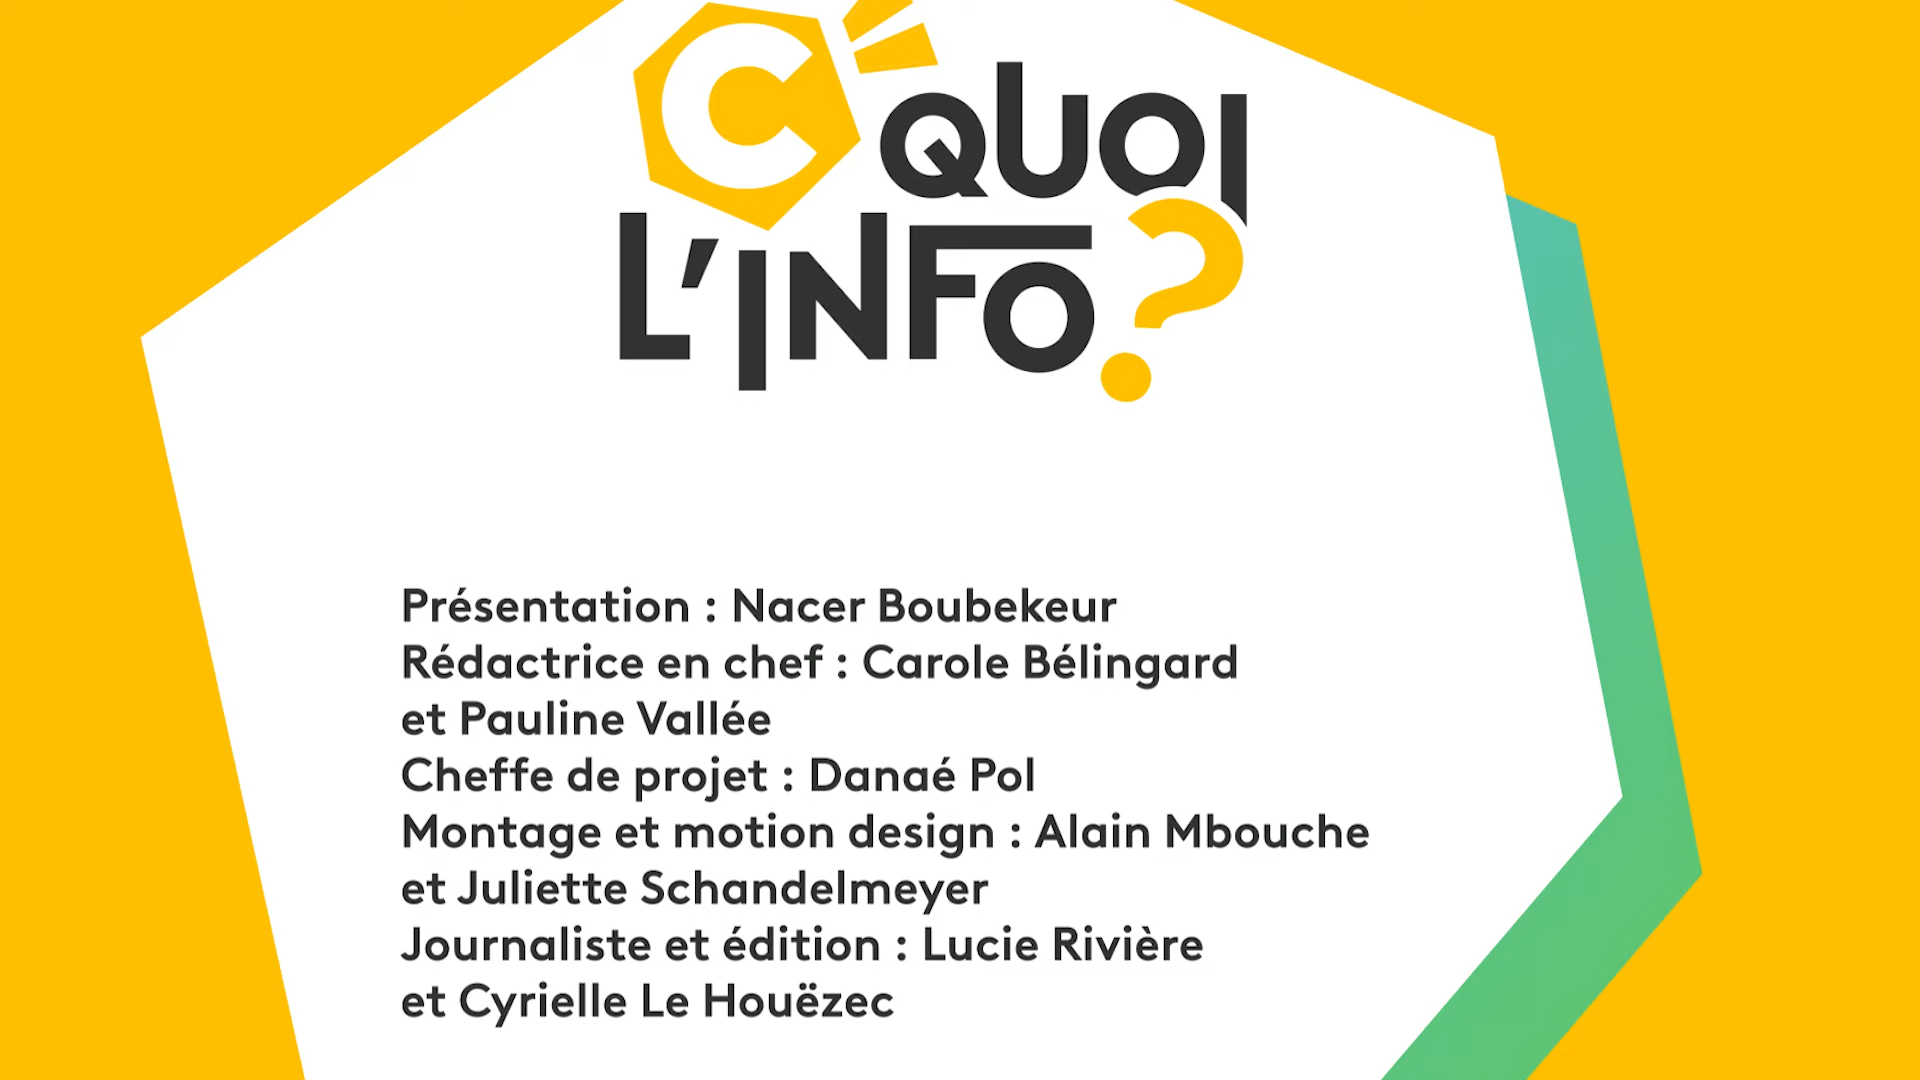 C QUOI
L'INFO?
Présentation : Nacer Boubekeur
Rédactrice en chef : Carole Bélingard
et Pauline Vallée
Cheffe de projet : Danaé Pol
Montage et motion design : Alain Mbouche
et Juliette Schandelmeyer
Journaliste et édition : Lucie Rivière
et Cyrielle Le Houëzec